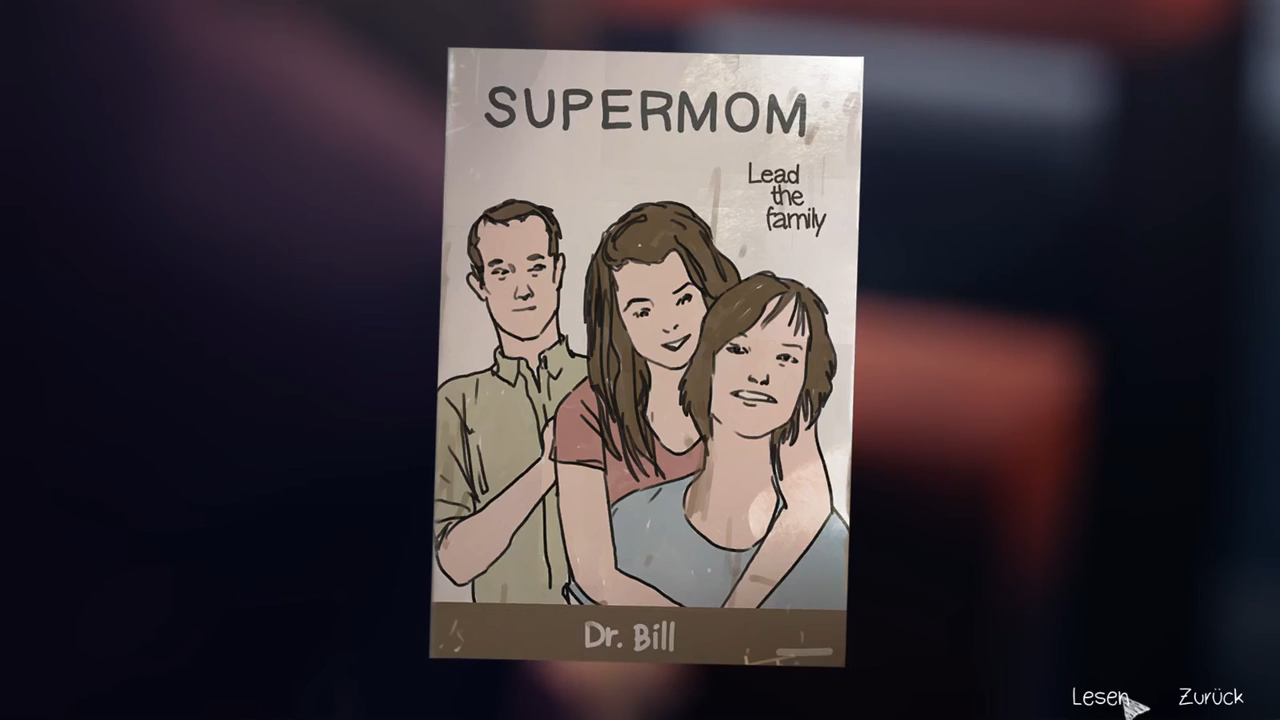 SUPERMOM
Lead
the
family
Dr. Bill
Lesen Zurück